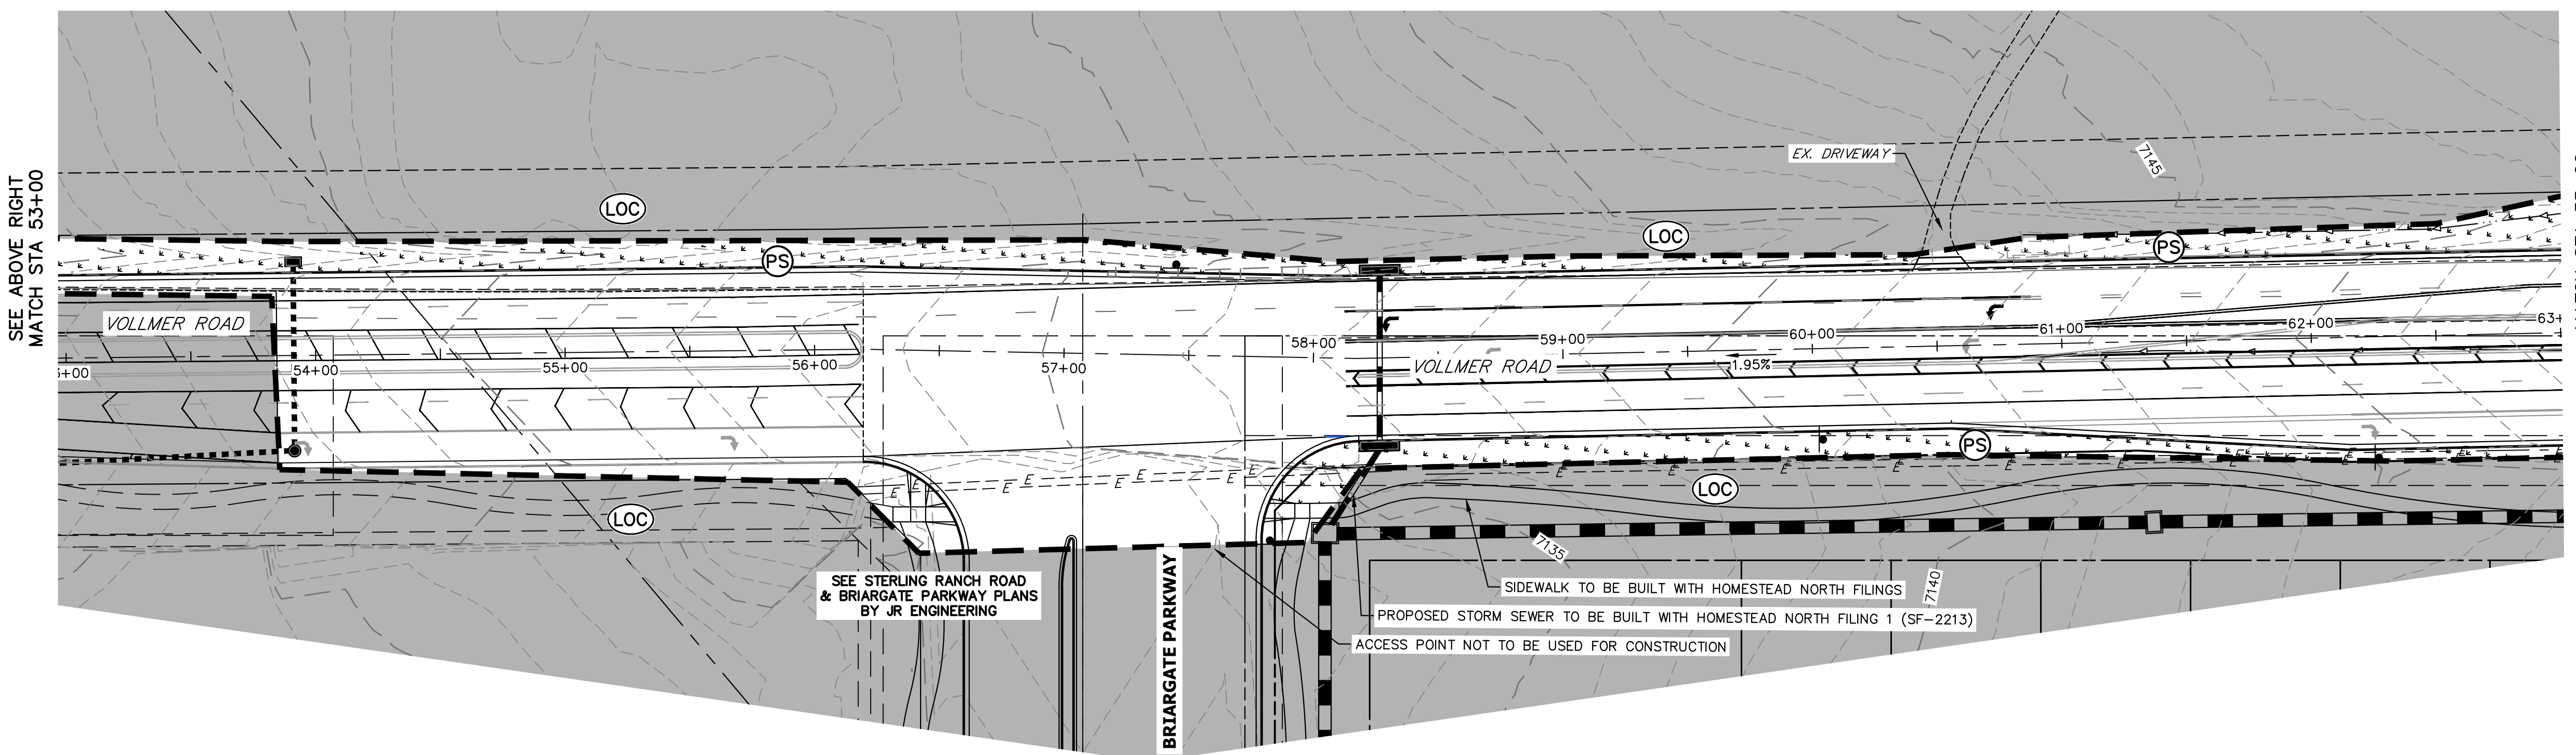 SEE ABOVE RIGHT
MATCH STA 53+00
EX. DRIVEWAY
7145
LOC
LOC
PS
PS
VOLLMER ROAD
54+00
55+00
56+00
57+00
58+00
59+00
60+00
61+00
62+00
63+
VOLLMER ROAD
1.95%
PS
LOC
LOC
E
E
E
E
E
E
E
E
E
E
E
E
E
E
7135
7140
SEE STERLING RANCH ROAD
& BRIARGATE PARKWAY PLANS
BY JR ENGINEERING
BRIARGATE PARKWAY
SIDEWALK TO BE BUILT WITH HOMESTEAD NORTH FILINGS
PROPOSED STORM SEWER TO BE BUILT WITH HOMESTEAD NORTH FILING 1 (SF-2213)
ACCESS POINT NOT TO BE USED FOR CONSTRUCTION